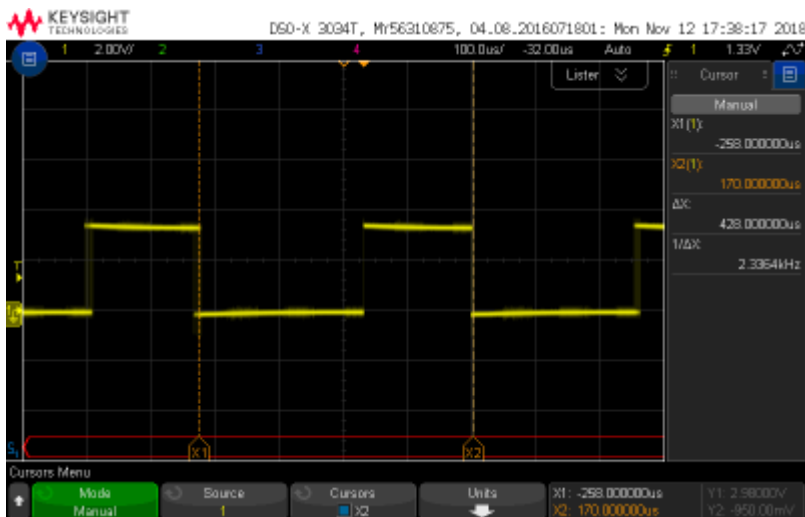 KEYSIGHT
TECHNOLOGIES
DSO-X 3034T, MY56310875, 04.08.2016071801: Mon Nov 12 17:38:17 2018
1 2.00V/ 2 3 4 100.0us/ -32.00us Auto 1 1.33V
Lister
Cursor
Manual
X1(1):
-258.000000us
X2(1):
170.000000us
ΔX:
428.000000us
1/ΔX:
2.3364kHz
T
X1 X2
Cursors Menu
Mode Source Cursors Units X1: -258.000000us Y1: 2.98000V
Manual 1 X2 X2: 170.000000us Y2: -950.00mV